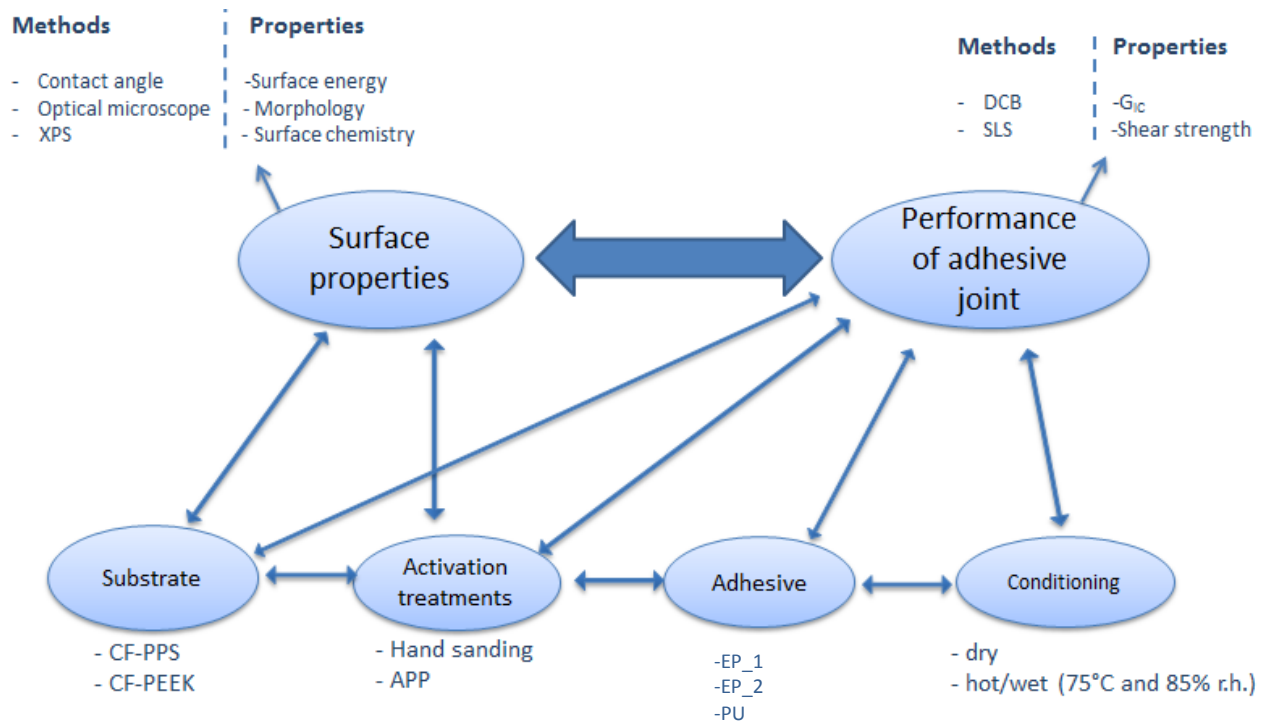 Methods
Properties
- Contact angle
- Optical microscope
- XPS
-Surface energy
- Morphology
- Surface chemistry
Methods
Properties
- DCB
- SLS
-GIC
-Shear strength
Surface
properties
Performance
of adhesive
joint
Substrate
Activation
treatments
Adhesive
Conditioning
- CF-PPS
- CF-PEEK
- Hand sanding
- APP
-EP_1
-EP_2
-PU
- dry
- hot/wet (75°C and 85% r.h.)